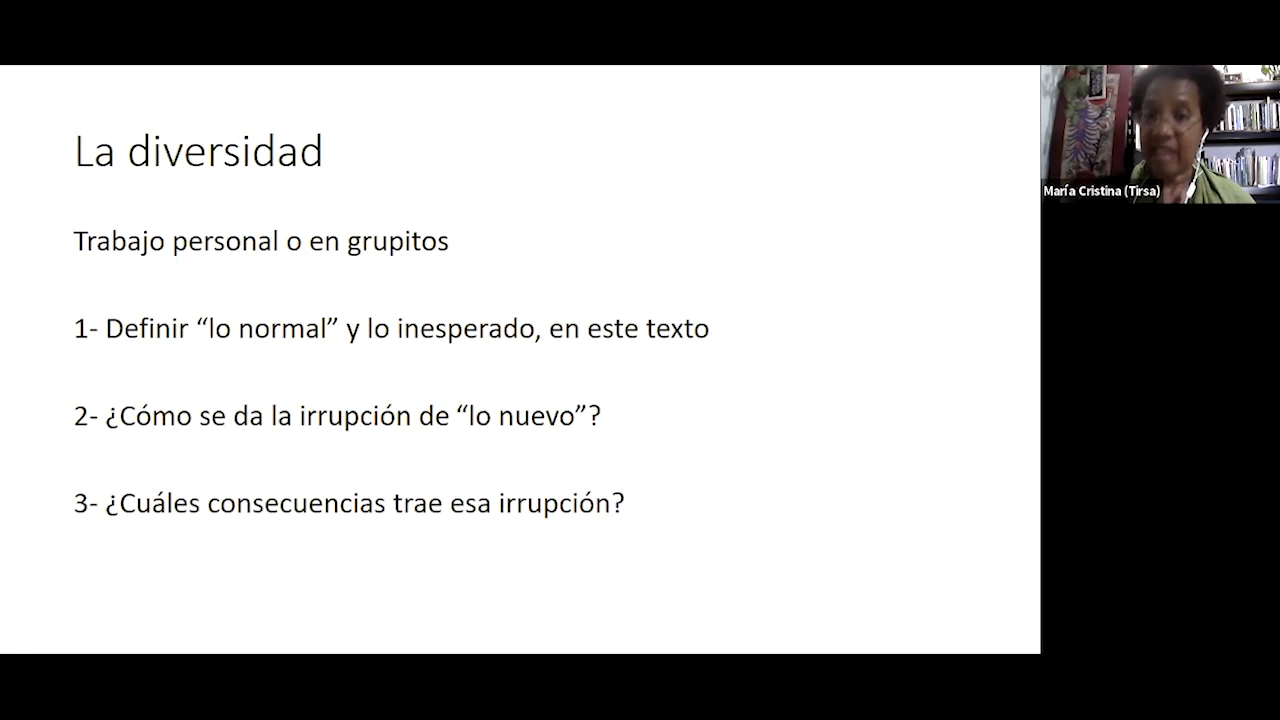 La diversidad
Trabajo personal o en grupitos
1- Definir “lo normal” y lo inesperado, en este texto
2- ¿Cómo se da la irrupción de “lo nuevo”?
3- ¿Cuáles consecuencias trae esa irrupción?
María Cristina (Tirsa)